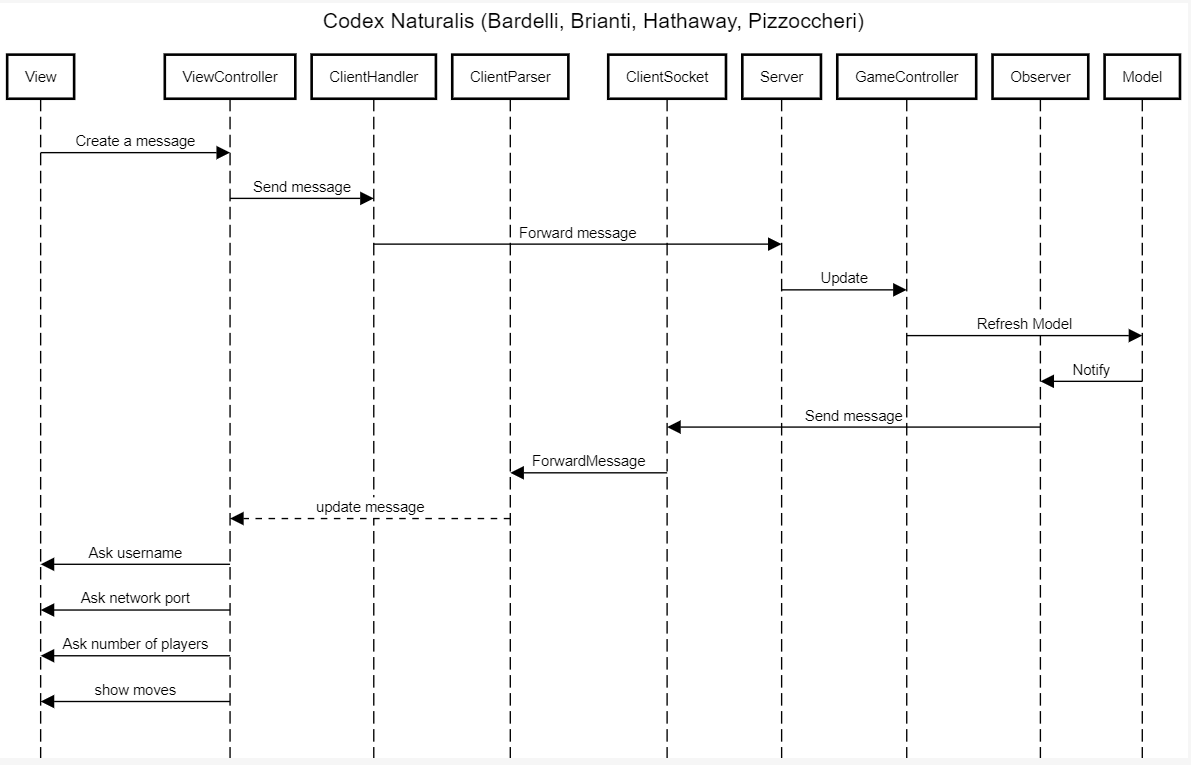 Codex Naturalis (Bardelli, Brianti, Hathaway, Pizzoccheri)
View ViewController ClientHandler ClientParser ClientSocket Server GameController Observer Model
Create a message
Send message
Forward message
Update
Refresh Model
Notify
Send message
ForwardMessage
update message
Ask username
Ask network port
Ask number of players
show moves